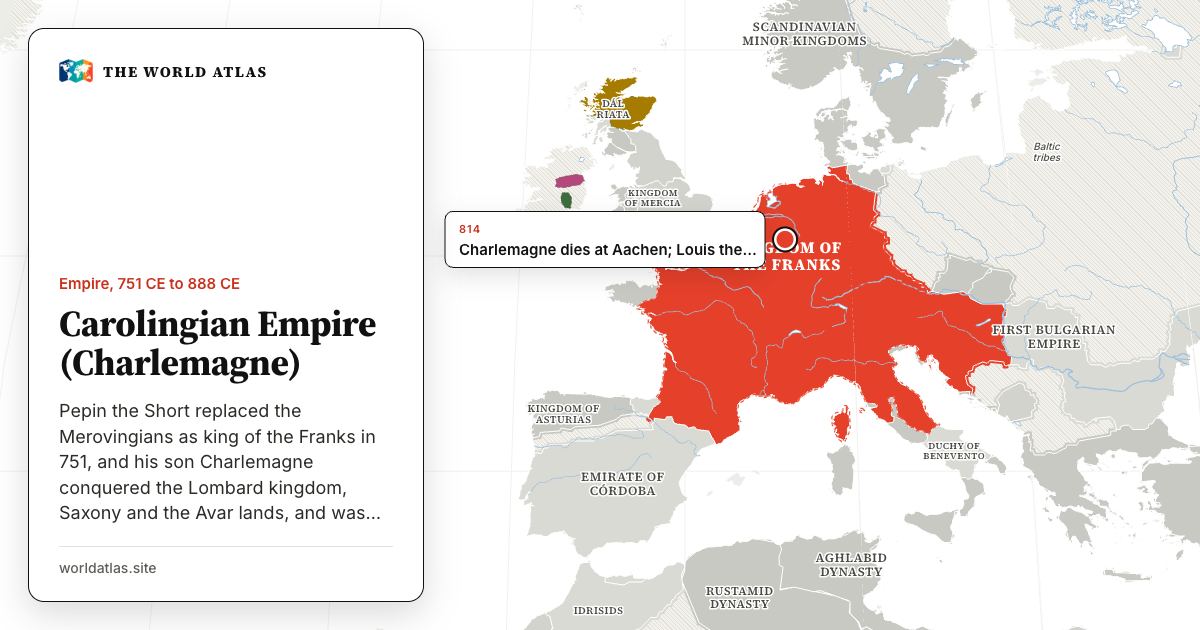 THE WORLD ATLAS
Empire, 751 CE to 888 CE
Carolingian Empire
(Charlemagne)
Pepin the Short replaced the
Merovingians as king of the Franks in
751, and his son Charlemagne
conquered the Lombard kingdom,
Saxony and the Avar lands, and was...
worldatlas.site
SCANDINAVIAN
MINOR KINGDOMS
DÁL
RIATA
Baltic
tribes
KINGDOM
OF MERCIA
814
Charlemagne dies at Aachen; Louis the...
DOM OF
FRANKS
FIRST BULGARIAN
EMPIRE
KINGDOM OF
ASTURIAS
DUCHY OF
BENEVENTO
EMIRATE OF
CÓRDOBA
AGHLABID
DYNASTY
RUSTAMID
DYNASTY
IDRISIDS